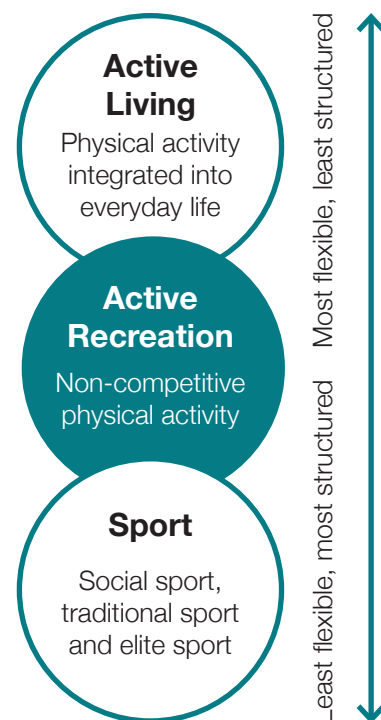 Active
Living
Physical activity
integrated into
everyday life
Active
Recreation
Non-competitive
physical activity
Sport
Social sport,
traditional sport
and elite sport
Most flexible, least structured
Least flexible, most structured